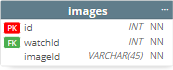 images ...
PK id INT NN
FK watchId INT NN
imageId VARCHAR(45) NN